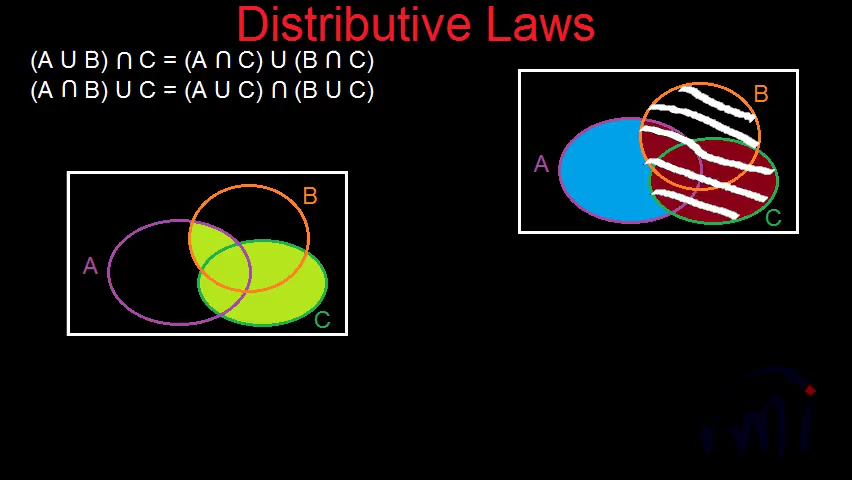 Distributive Laws
(A U B) ∩ C = (A ∩ C) U (B ∩ C)
(A ∩ B) U C = (A U C) ∩ (B U C)
B
A
C
B
A
C